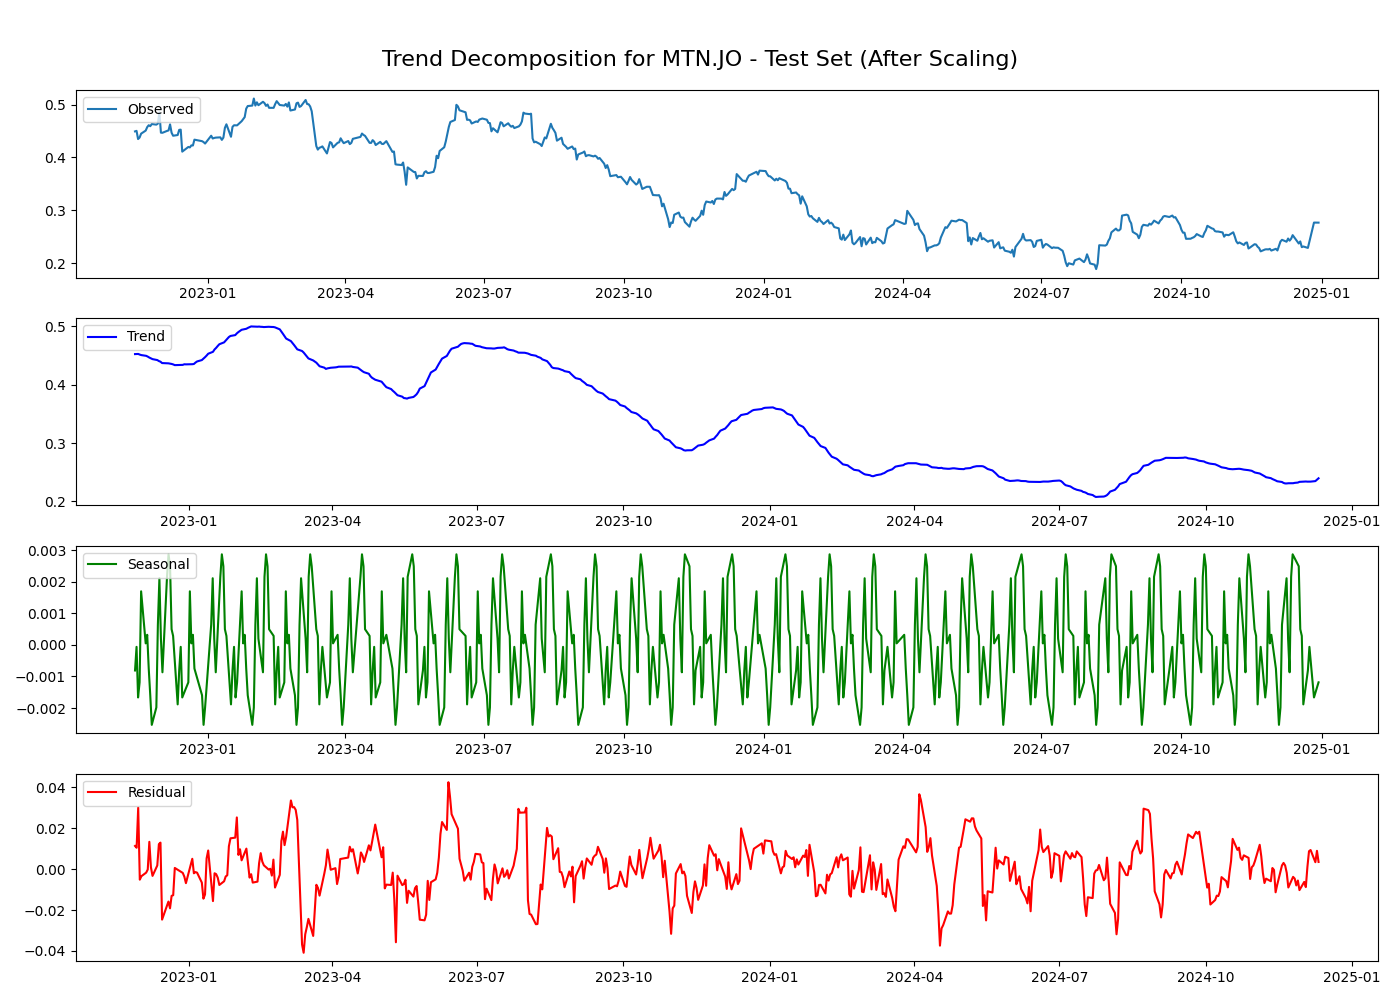 Trend Decomposition for MTN.JO - Test Set (After Scaling)
Observed
0.5
0.4
0.3
0.2
2023-01 2023-04 2023-07 2023-10 2024-01 2024-04 2024-07 2024-10 2025-01
Trend
0.5
0.4
0.3
0.2
2023-01 2023-04 2023-07 2023-10 2024-01 2024-04 2024-07 2024-10 2025-01
Seasonal
0.003
0.002
0.001
0.000
−0.001
−0.002
2023-01 2023-04 2023-07 2023-10 2024-01 2024-04 2024-07 2024-10 2025-01
Residual
0.04
0.02
0.00
−0.02
−0.04
2023-01 2023-04 2023-07 2023-10 2024-01 2024-04 2024-07 2024-10 2025-01